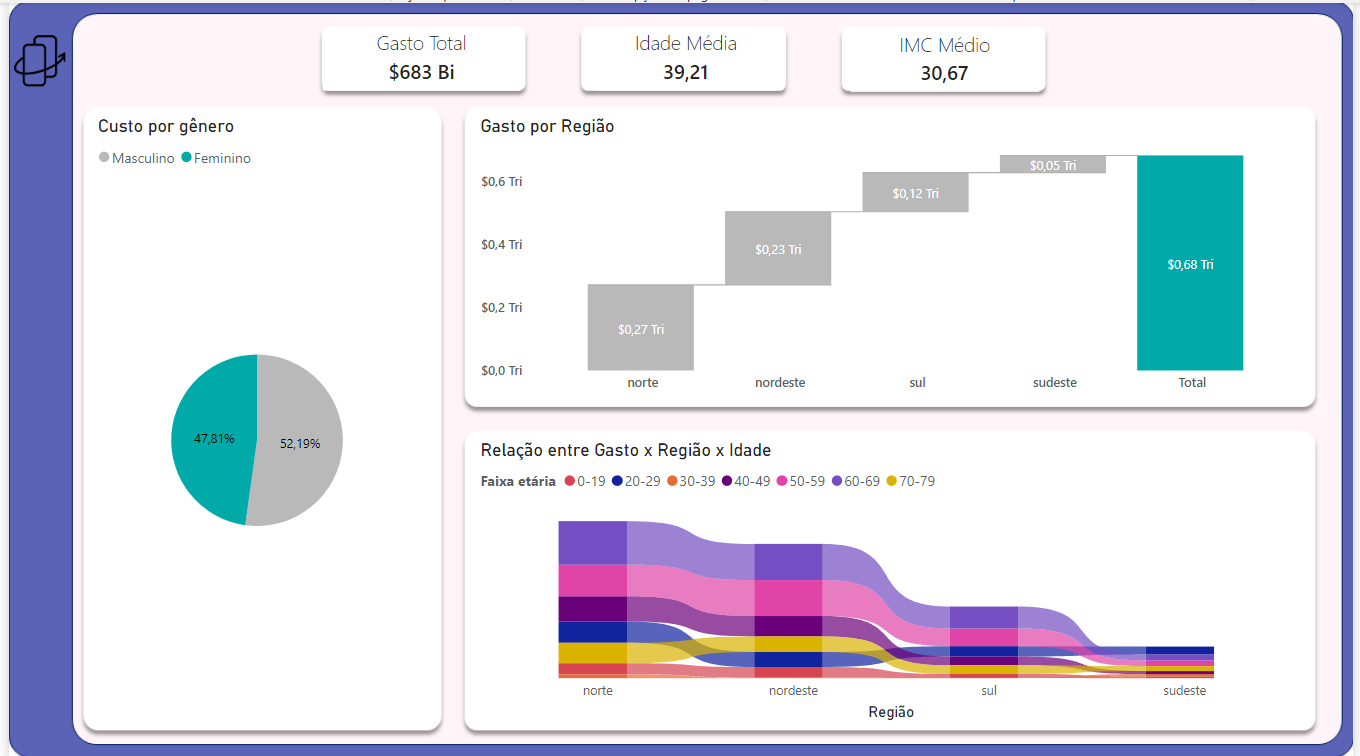 Gasto Total
$683 Bi
Idade Média
39,21
IMC Médio
30,67
Custo por gênero
Masculino Feminino
47,81%
52,19%
Gasto por Região
$0,6 Tri
$0,4 Tri
$0,2 Tri
$0,0 Tri
$0,27 Tri
$0,23 Tri
$0,12 Tri
$0,05 Tri
$0,68 Tri
norte nordeste sul sudeste Total
Relação entre Gasto x Região x Idade
Faixa etária 0-19 20-29 30-39 40-49 50-59 60-69 70-79
norte nordeste sul sudeste
Região